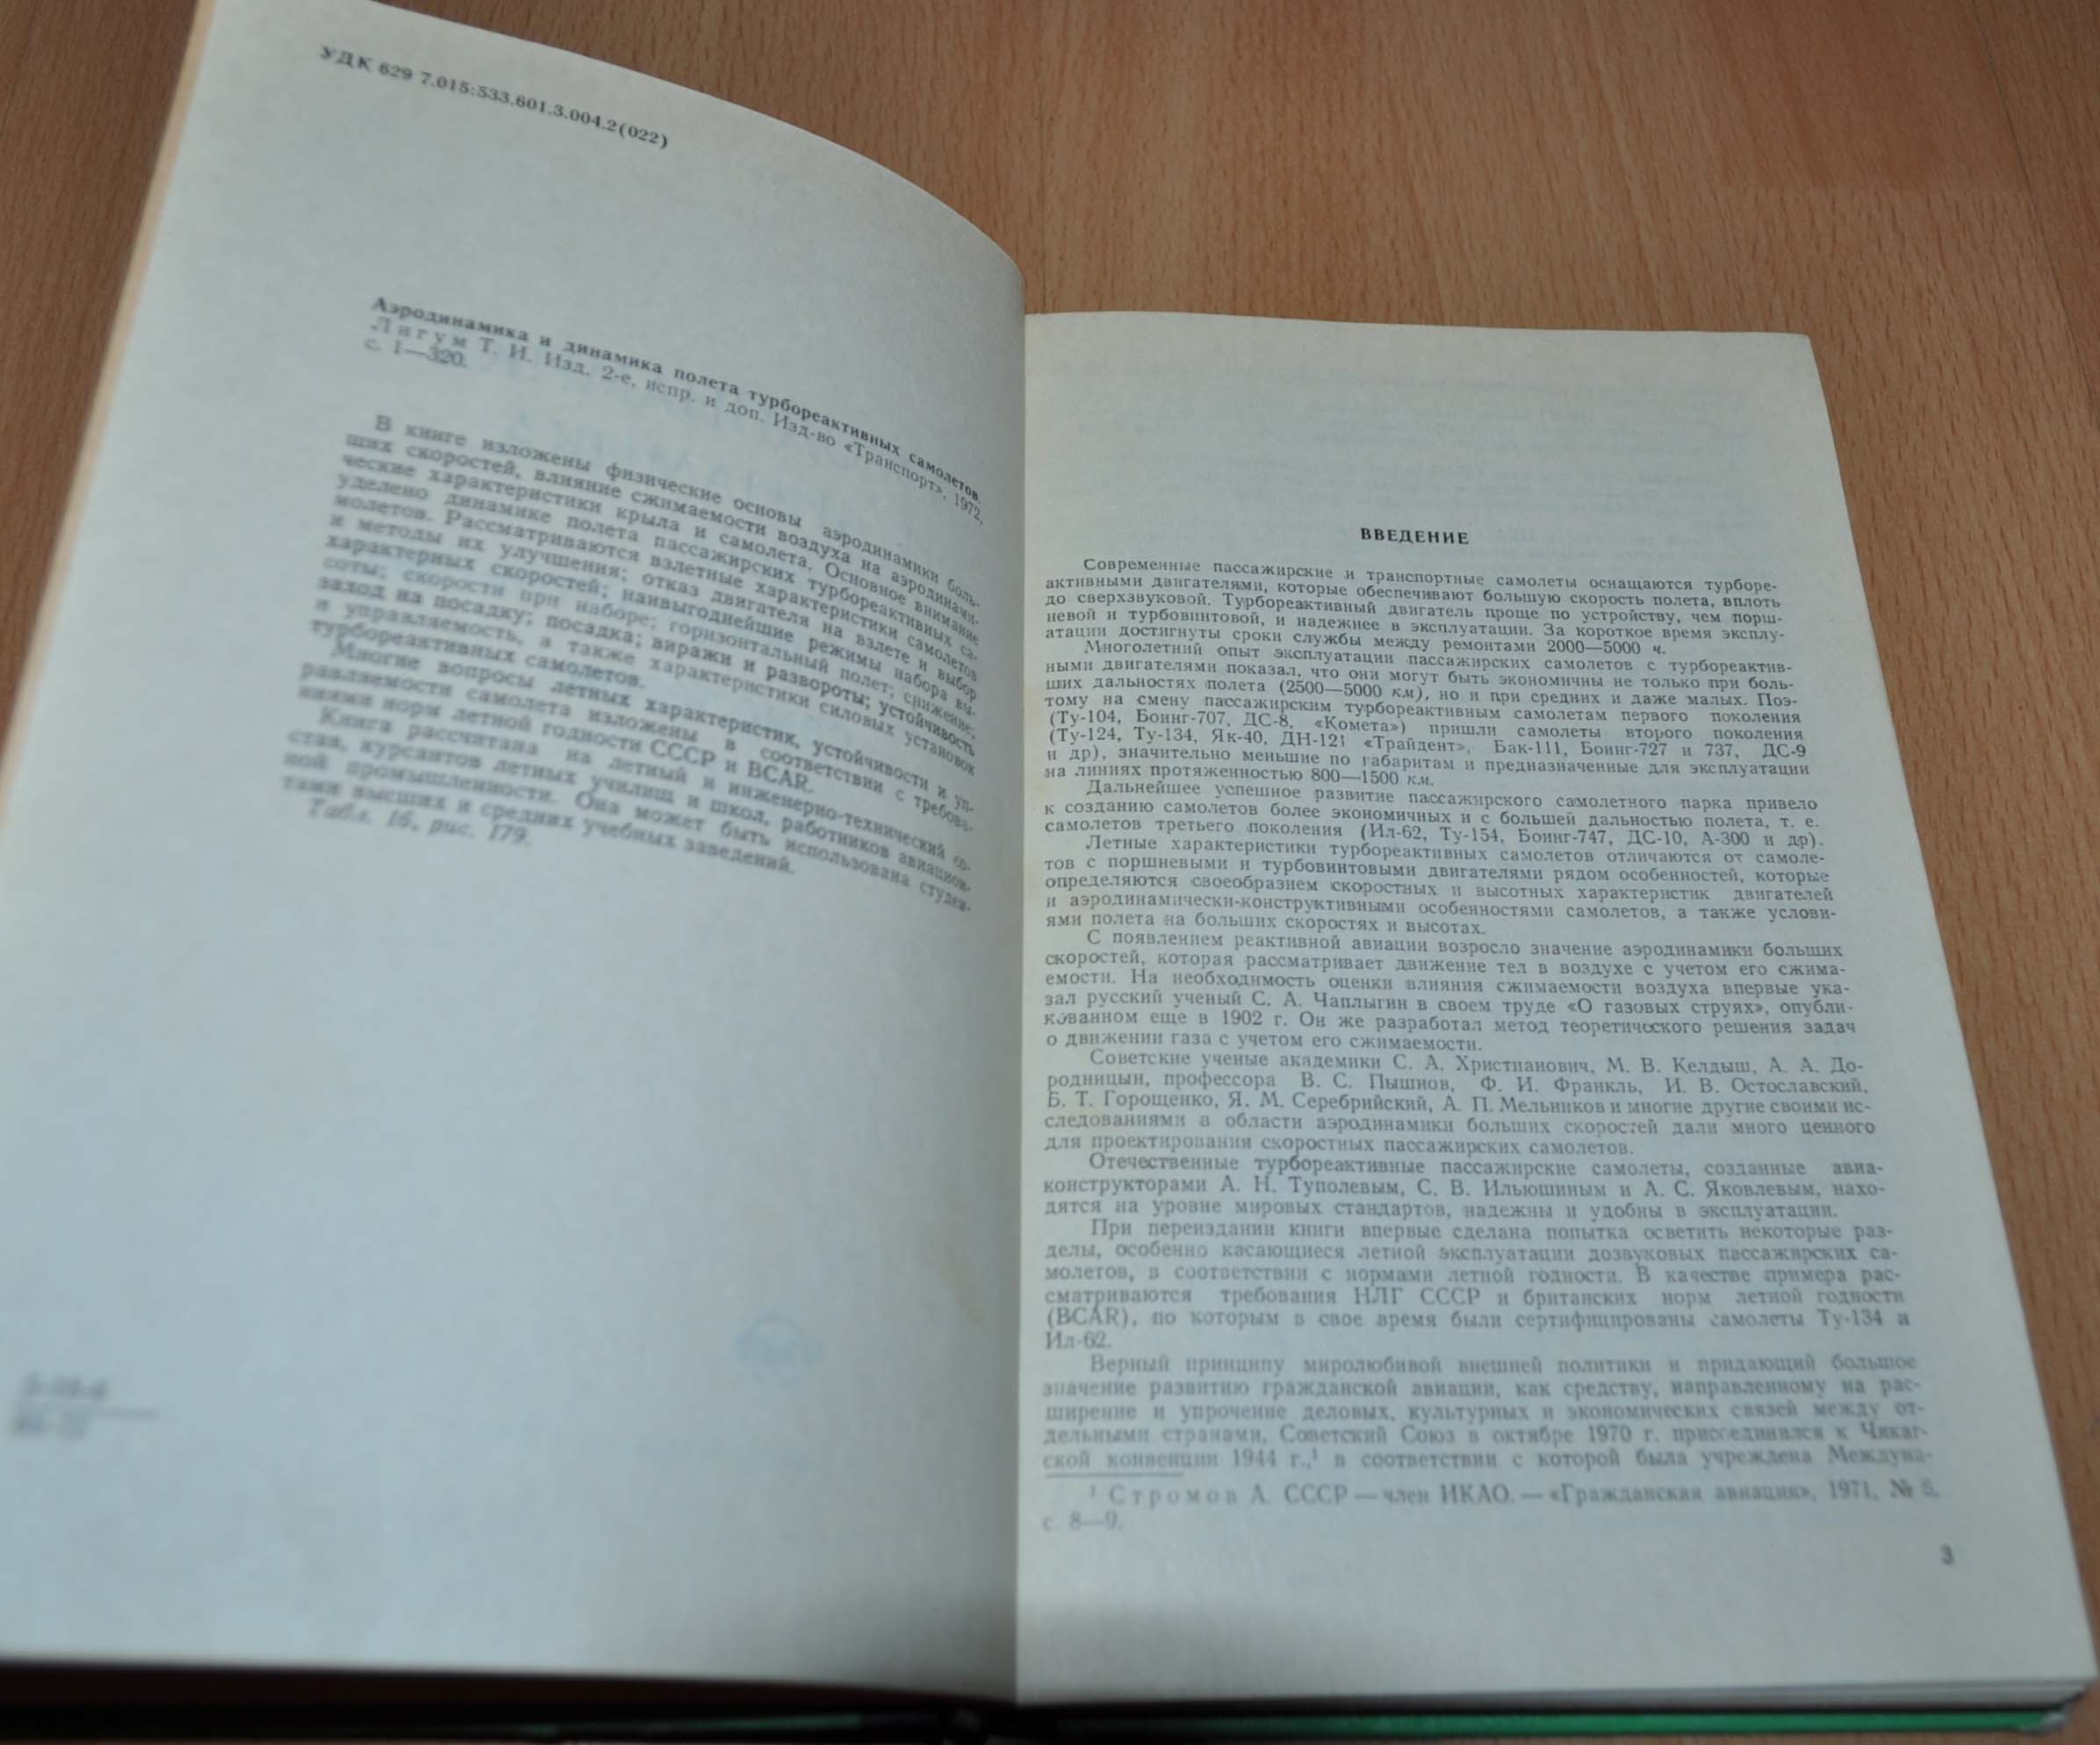 УДК 629 7.015:533.601.3.004.2(022)
Аэродинамика и динамика полета турбореактивных самолетов.
Лигум Т. И. Изд. 2-е, испр. и доп. Изд-во «Транспорт», 1972,
с. 1—320.
В книге изложены физические основы аэродинамики боль-
ших скоростей, влияние сжимаемости воздуха на аэродинами-
ческие характеристики крыла и самолета. Основное внимание
уделено динамике полета пассажирских турбореактивных са-
молетов. Рассматриваются взлетные характеристики самолетов
и методы их улучшения; отказ двигателя на взлете и выбор
характерных скоростей; наивыгоднейшие режимы набора вы-
соты; скорости при наборе; горизонтальный полет; снижение;
заход на посадку; посадка; виражи и развороты; устойчивость
и управляемость, а также характеристики силовых установок
турбореактивных самолетов.
Многие вопросы летных характеристик, устойчивости и уп-
равляемости самолета изложены в соответствии с требова-
ниями норм летной годности СССР и BCAR.
Книга рассчитана на летный и инженерно-технический со-
став, курсантов летных училищ и школ, работников авиацион-
ной промышленности. Она может быть использована студен-
тами высших и средних учебных заведений.
Табл. 16, рис. 179.
ВВЕДЕНИЕ
Современные пассажирские и транспортные самолеты оснащаются турборе-
активными двигателями, которые обеспечивают большую скорость полета, вплоть
до сверхзвуковой. Турбореактивный двигатель проще по устройству, чем порш-
невой и турбовинтовой, и надежнее в эксплуатации. За короткое время эксплу-
атации достигнуты сроки службы между ремонтами 2000—5000 ч.
Многолетний опыт эксплуатации пассажирских самолетов с турбореактив-
ными двигателями показал, что они могут быть экономичны не только при боль-
ших дальностях полета (2500—5000 км), но и при средних и даже малых. Поэ-
тому на смену пассажирским турбореактивным самолетам первого поколения
(Ту-104, Боинг-707, ДС-8, «Комета») пришли самолеты второго поколения
(Ту-124, Ту-134, Як-40, ДН-121 «Трайдент», Бак-111, Боинг-727 и 737, ДС-9
и др), значительно меньшие по габаритам и предназначенные для эксплуатации
на линиях протяженностью 800—1500 км.
Дальнейшее успешное развитие пассажирского самолетного парка привело
к созданию самолетов более экономичных и с большей дальностью полета, т. е.
самолетов третьего поколения (Ил-62, Ту-154, Боинг-747, ДС-10, А-300 и др).
Летные характеристики турбореактивных самолетов отличаются от самоле-
тов с поршневыми и турбовинтовыми двигателями рядом особенностей, которые
определяются своеобразием скоростных и высотных характеристик двигателей
и аэродинамически-конструктивными особенностями самолетов, а также услови-
ями полета на больших скоростях и высотах.
С появлением реактивной авиации возросло значение аэродинамики больших
скоростей, которая рассматривает движение тел в воздухе с учетом его сжима-
емости. На необходимость оценки влияния сжимаемости воздуха впервые ука-
зал русский ученый С. А. Чаплыгин в своем труде «О газовых струях», опубли-
кованном еще в 1902 г. Он же разработал метод теоретического решения задач
о движении газа с учетом его сжимаемости.
Советские ученые академики С. А. Христианович, М. В. Келдыш, А. А. До-
родницын, профессора В. С. Пышнов, Ф. И. Франкль, И. В. Остославский,
Б. Т. Горощенко, Я. М. Серебрийский, А. П. Мельников и многие другие своими ис-
следованиями в области аэродинамики больших скоростей дали много ценного
для проектирования скоростных пассажирских самолетов.
Отечественные турбореактивные пассажирские самолеты, созданные авиа-
конструкторами А. Н. Туполевым, С. В. Ильюшиным и А. С. Яковлевым, нахо-
дятся на уровне мировых стандартов, надежны и удобны в эксплуатации.
При переиздании книги впервые сделана попытка осветить некоторые раз-
делы, особенно касающиеся летной эксплуатации дозвуковых пассажирских са-
молетов, в соответствии с нормами летной годности. В качестве примера рас-
сматриваются требования НЛГ СССР и британских норм летной годности
(BCAR), по которым в свое время были сертифицированы самолеты Ту-134 и
Ил-62.
Верный принципу миролюбивой внешней политики и придающий большое
значение развитию гражданской авиации, как средству, направленному на рас-
ширение и упрочение деловых, культурных и экономических связей между от-
дельными странами, Советский Союз в октябре 1970 г. присоединился к Чикаг-
ской конвенции 1944 г.,¹ в соответствии с которой была учреждена Междуна-
¹ Стромов А. СССР — член ИКАО. — «Гражданская авиация», 1971, № 5,
с. 8—9.
3